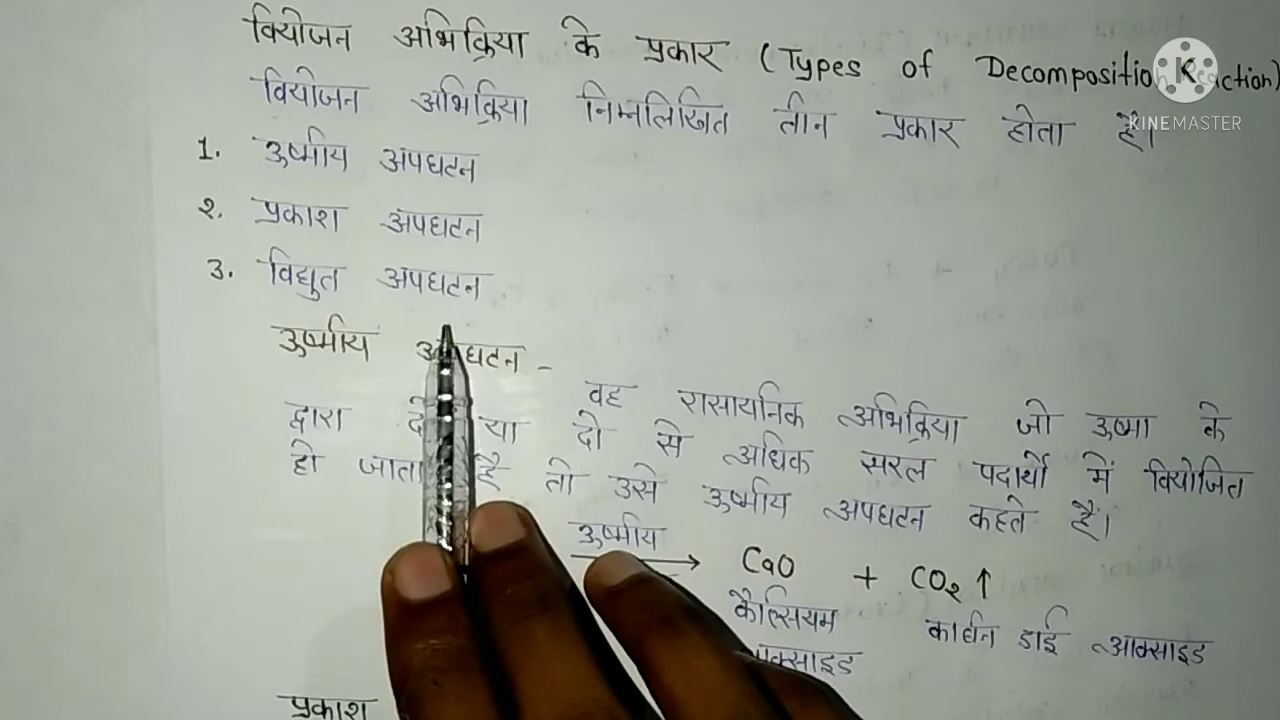 वियोजन अभिक्रिया के प्रकार (Types of Decomposition
वियोजन अभिक्रिया निम्नलिखित तीन प्रकार होता है।
KINEMASTER
1. ऊष्मीय अपघटन
2. प्रकाश अपघटन
3. विद्युत अपघटन
ऊष्मीय -
वह रासायनिक अभिक्रिया जो ऊष्मा के
द्वारा या दो से अधिक सरल पदार्थो में वियोजित
हो जाता है तो उसे ऊष्मीय अपघटन कहते हैं।
ऊष्मीय
→ CaO + CO2 ↑
कैल्सियम कार्बन डाई आक्साइड
प्रकाश